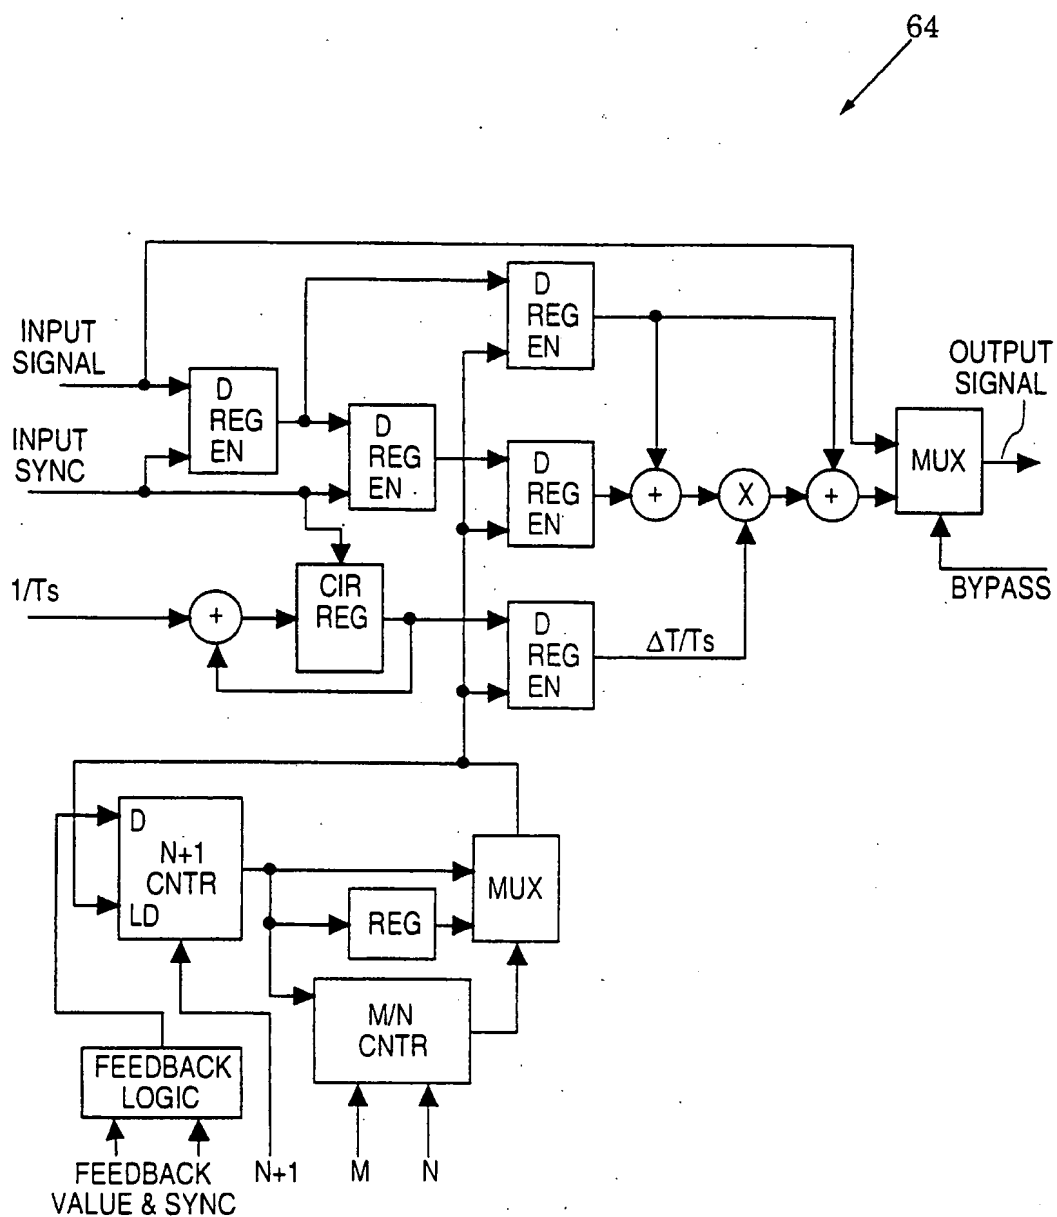 64
INPUT
SIGNAL
INPUT
SYNC
1/Ts
D
REG
EN
D
REG
EN
D
REG
EN
D
REG
EN
D
REG
EN
CIR
REG
+
+
X
+
ΔT/Ts
MUX
OUTPUT
SIGNAL
BYPASS
D
N+1
CNTR
LD
REG
MUX
M/N
CNTR
FEEDBACK
LOGIC
FEEDBACK
VALUE & SYNC
N+1
M
N